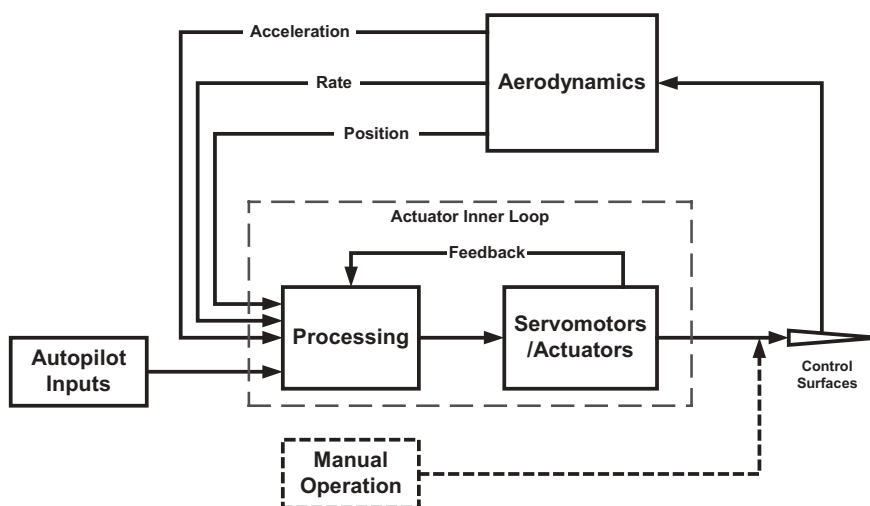 Acceleration
Rate
Position
Aerodynamics
Actuator Inner Loop
Feedback
Processing
Servomotors
/Actuators
Autopilot
Inputs
Control
Surfaces
Manual
Operation